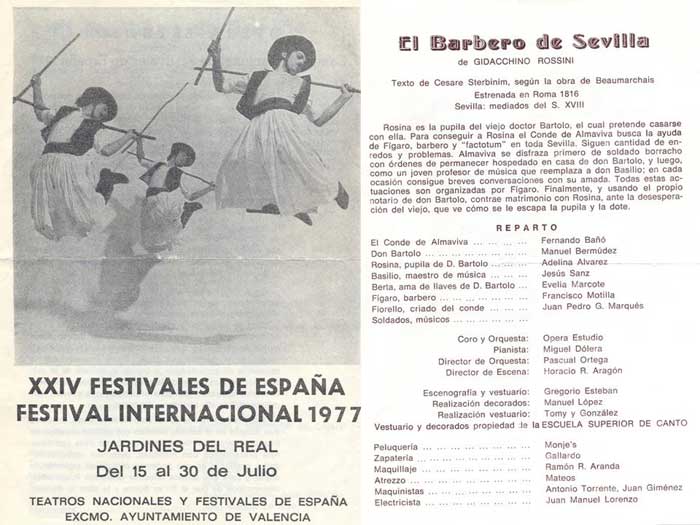 XXIV FESTIVALES DE ESPAÑA
FESTIVAL INTERNACIONAL 1977
JARDINES DEL REAL
Del 15 al 30 de Julio
TEATROS NACIONALES Y FESTIVALES DE ESPAÑA
EXCMO. AYUNTAMIENTO DE VALENCIA
El Barbero de Sevilla
de GIDACCHINO ROSSINI
Texto de Cesare Sterbinim, según la obra de Beaumarchais
Estrenada en Roma 1816
Sevilla: mediados del S. XVIII
Rosina es la pupila del viejo doctor Bartolo, el cual pretende casarse
con ella. Para conseguir a Rosina el Conde de Almaviva busca la ayuda
de Fígaro, barbero y "factotum" en toda Sevilla. Siguen cantidad de en-
redos y problemas. Almaviva se disfraza primero de soldado borracho
con órdenes de permanecer hospedado en casa de don Bartolo, y luego,
como un joven profesor de música que reemplaza a don Basilio; en cada
ocasión consigue breves conversaciones con su amada. Todas estas ac-
tuaciones son organizadas por Fígaro. Finalmente, y usando el propio
notario de don Bartolo, contrae matrimonio con Rosina, ante la desespera-
ción del viejo, que ve cómo se le escapa la pupila y la dote.
REPARTO
El Conde de Almaviva ... ... ... ... Fernando Bañó
Don Bartolo ... ... ... ... ... ... Manuel Bermúdez
Rosina, pupila de D. Bartolo ... ... ... Adelina Alvarez
Basilio, maestro de música ... ... ... Jesús Sanz
Berta, ama de llaves de D. Bartolo ... Evelia Marcote
Fígaro, barbero ... ... ... ... ... Francisco Motilla
Fiorello, criado del conde ... ... ... Juan Pedro G. Marqués
Soldados, músicos ... ... ... ... ...
Coro y Orquesta: Opera Estudio
Pianista: Miguel Dólera
Director de Orquesta: Pascual Ortega
Director de Escena: Horacio R. Aragón
Escenografía y vestuario: Gregorio Esteban
Realización decorados: Manuel López
Realización vestuario: Tomy y González
Vestuario y decorados propiedad de la ESCUELA SUPERIOR DE CANTO
Peluquería ... ... ... ... ... ... Monje's
Zapatería ... ... ... ... ... ... Gallardo
Maquillaje ... ... ... ... ... ... Ramón R. Aranda
Atrezzo ... ... ... ... ... ... Mateos
Maquinistas ... ... ... ... ... ... Antonio Torrente, Juan Giménez
Electricista ... ... ... ... ... ... Juan Manuel Lorenzo